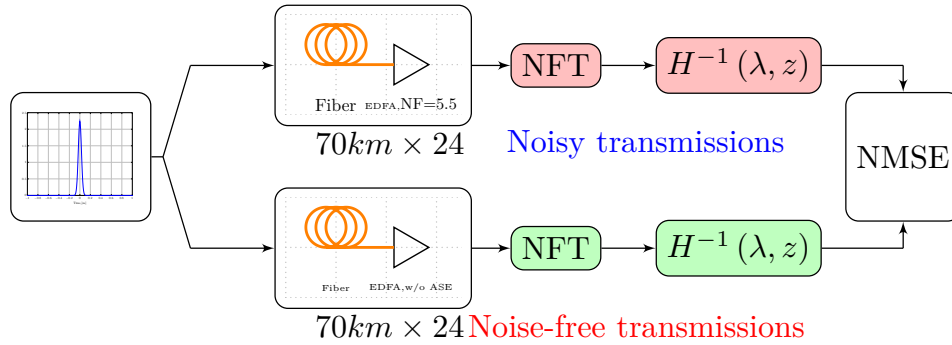 Fiber EDFA,NF=5.5
70km × 24
NFT
H⁻¹ (λ, z)
Noisy transmissions
NMSE
Fiber EDFA,w/o ASE
70km × 24
NFT
H⁻¹ (λ, z)
Noise-free transmissions